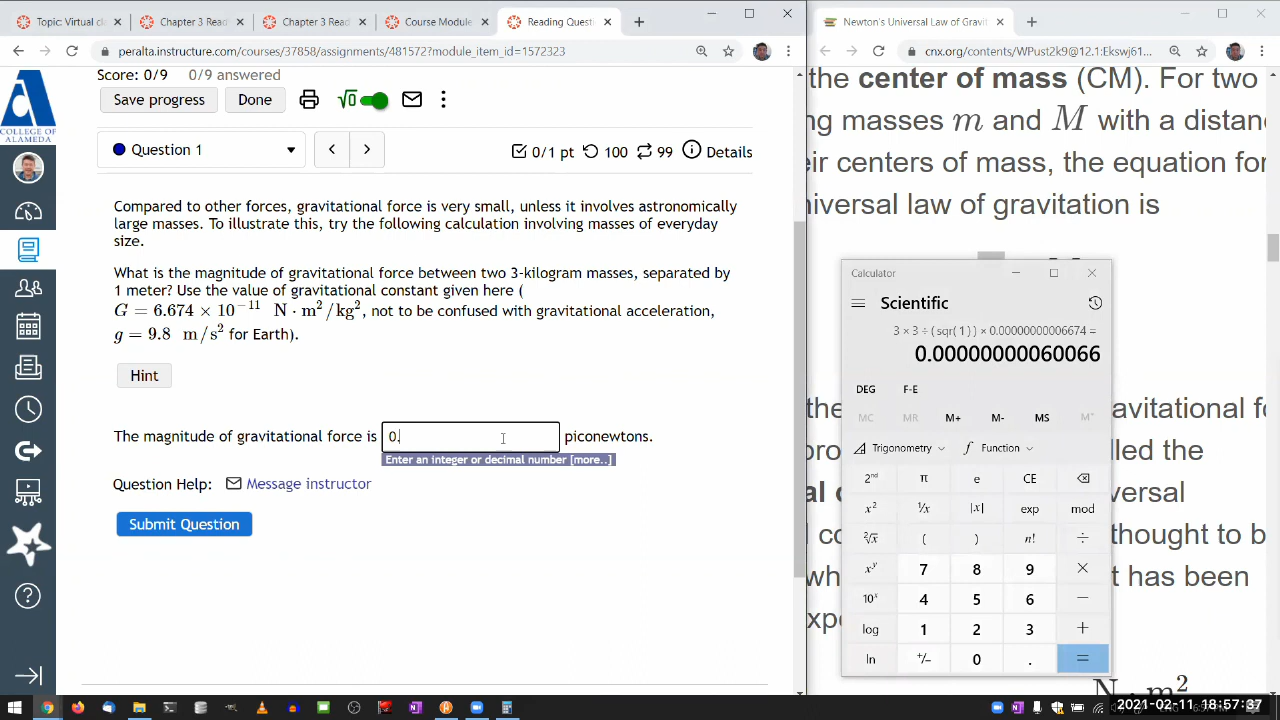 Topic: Virtual cl
Chapter 3 Read
Chapter 3 Read
Course Module
Reading Quest
peralta.instructure.com/courses/37858/assignments/481572?module_item_id=1572323
COLLEGE OF
ALAMEDA
Score: 0/9 0/9 answered
Save progress
Done
√0
Question 1
<
>
0/1 pt
100
99
Details
Compared to other forces, gravitational force is very small, unless it involves astronomically
large masses. To illustrate this, try the following calculation involving masses of everyday
size.
What is the magnitude of gravitational force between two 3-kilogram masses, separated by
1 meter? Use the value of gravitational constant given here (
G = 6.674 × 10⁻¹¹ N · m²/kg², not to be confused with gravitational acceleration,
g = 9.8 m/s² for Earth).
Hint
The magnitude of gravitational force is 0. piconewtons.
Enter an integer or decimal number [more..]
Question Help: Message instructor
Submit Question
Newton's Universal Law of Gravit
cnx.org/contents/WPust2k9@12.1:Ekswj61...
the center of mass (CM). For two
ng masses m and M with a distan
eir centers of mass, the equation for
niversal law of gravitation is
Calculator
Scientific
3 × 3 ÷ ( sqr( 1 ) ) × 0.00000000006674 =
0.00000000060066
DEG
F-E
MC MR M+ M- MS M˅
Trigonometry
Function
2ⁿᵈ π e CE
x² ¹/x |x| exp mod
²√x ( ) n! ÷
xʸ 7 8 9 ×
10ˣ 4 5 6 −
log 1 2 3 +
ln +/− 0 . =
the
avitational f
pro
lled the
al c
versal
co
thought to b
wh
t has been
xp
N · m²
2021-02-11 18:57:37